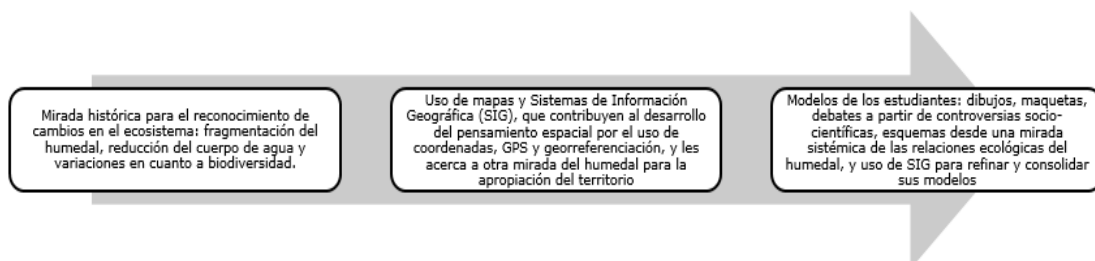 Mirada histórica para el reconocimiento de
cambios en el ecosistema: fragmentación del
humedal, reducción del cuerpo de agua y
variaciones en cuanto a biodiversidad.
Uso de mapas y Sistemas de Información
Geográfica (SIG), que contribuyen al desarrollo
del pensamiento espacial por el uso de
coordenadas, GPS y georreferenciación, y les
acerca a otra mirada del humedal para la
apropiación del territorio
Modelos de los estudiantes: dibujos, maquetas,
debates a partir de controversias socio-
científicas, esquemas desde una mirada
sistémica de las relaciones ecológicas del
humedal, y uso de SIG para refinar y consolidar
sus modelos